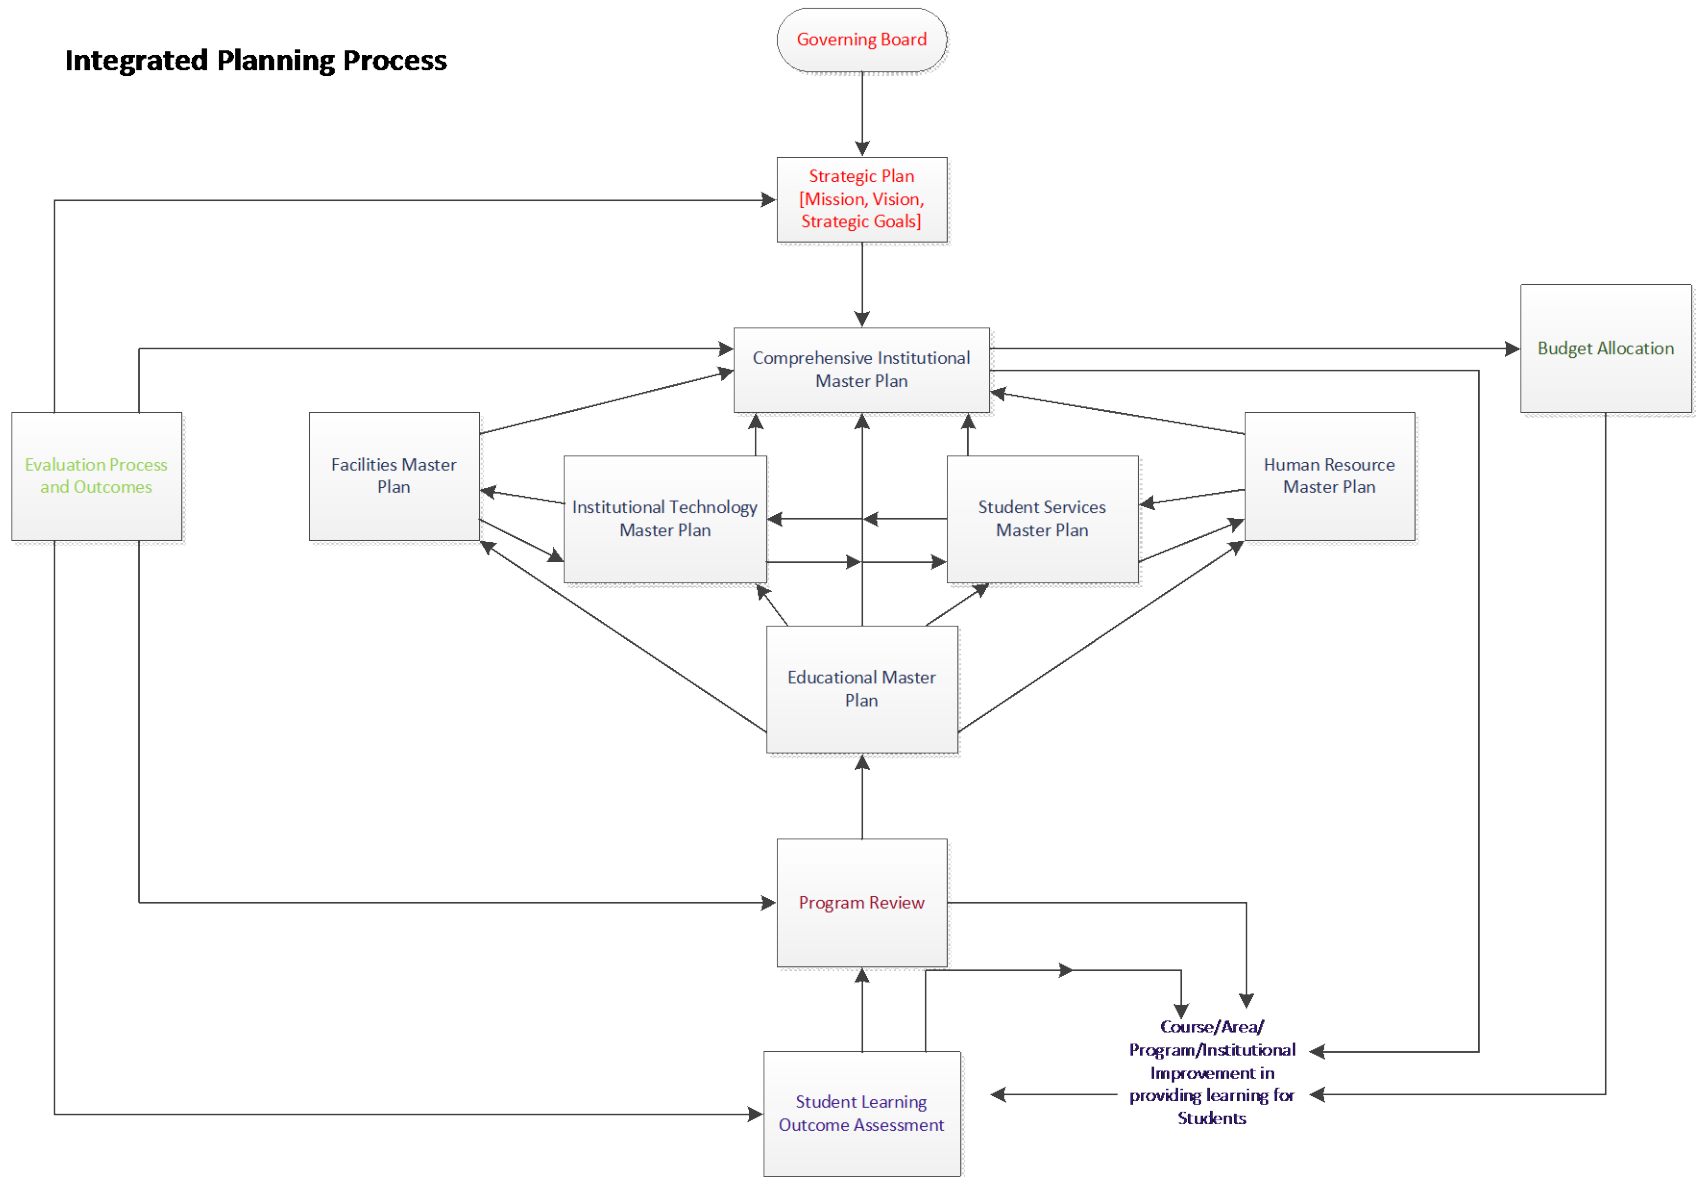 Integrated Planning Process
Governing Board
Strategic Plan
[Mission, Vision,
Strategic Goals]
Comprehensive Institutional
Master Plan
Budget Allocation
Evaluation Process
and Outcomes
Facilities Master
Plan
Institutional Technology
Master Plan
Student Services
Master Plan
Human Resource
Master Plan
Educational Master
Plan
Program Review
Course/Area/
Program/Institutional
Improvement in
providing learning for
Students
Student Learning
Outcome Assessment